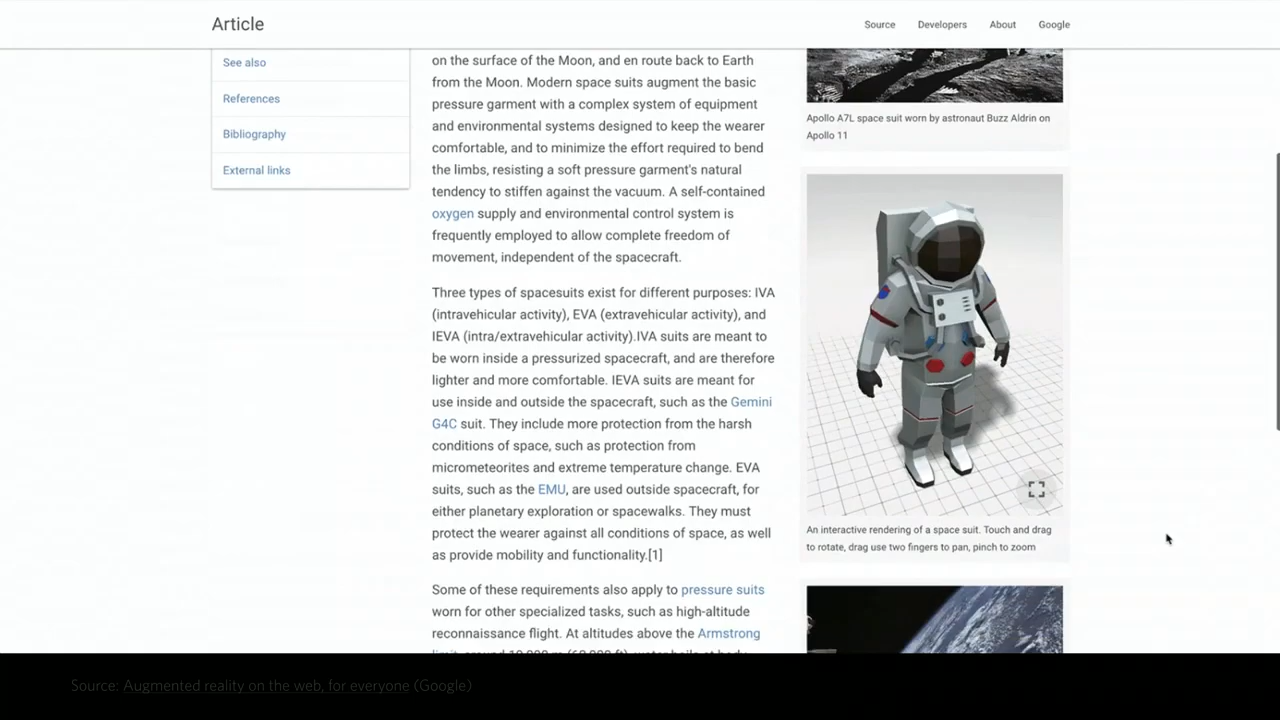 Article
Source Developers About Google
See also
References
Bibliography
External links
on the surface of the Moon, and en route back to Earth
from the Moon. Modern space suits augment the basic
pressure garment with a complex system of equipment
and environmental systems designed to keep the wearer
comfortable, and to minimize the effort required to bend
the limbs, resisting a soft pressure garment's natural
tendency to stiffen against the vacuum. A self-contained
oxygen supply and environmental control system is
frequently employed to allow complete freedom of
movement, independent of the spacecraft.
Three types of spacesuits exist for different purposes: IVA
(intravehicular activity), EVA (extravehicular activity), and
IEVA (intra/extravehicular activity).IVA suits are meant to
be worn inside a pressurized spacecraft, and are therefore
lighter and more comfortable. IEVA suits are meant for
use inside and outside the spacecraft, such as the Gemini
G4C suit. They include more protection from the harsh
conditions of space, such as protection from
micrometeorites and extreme temperature change. EVA
suits, such as the EMU, are used outside spacecraft, for
either planetary exploration or spacewalks. They must
protect the wearer against all conditions of space, as well
as provide mobility and functionality.[1]
Some of these requirements also apply to pressure suits
worn for other specialized tasks, such as high-altitude
reconnaissance flight. At altitudes above the Armstrong
Apollo A7L space suit worn by astronaut Buzz Aldrin on
Apollo 11
An interactive rendering of a space suit. Touch and drag
to rotate, drag use two fingers to pan, pinch to zoom
Source: Augmented reality on the web, for everyone (Google)